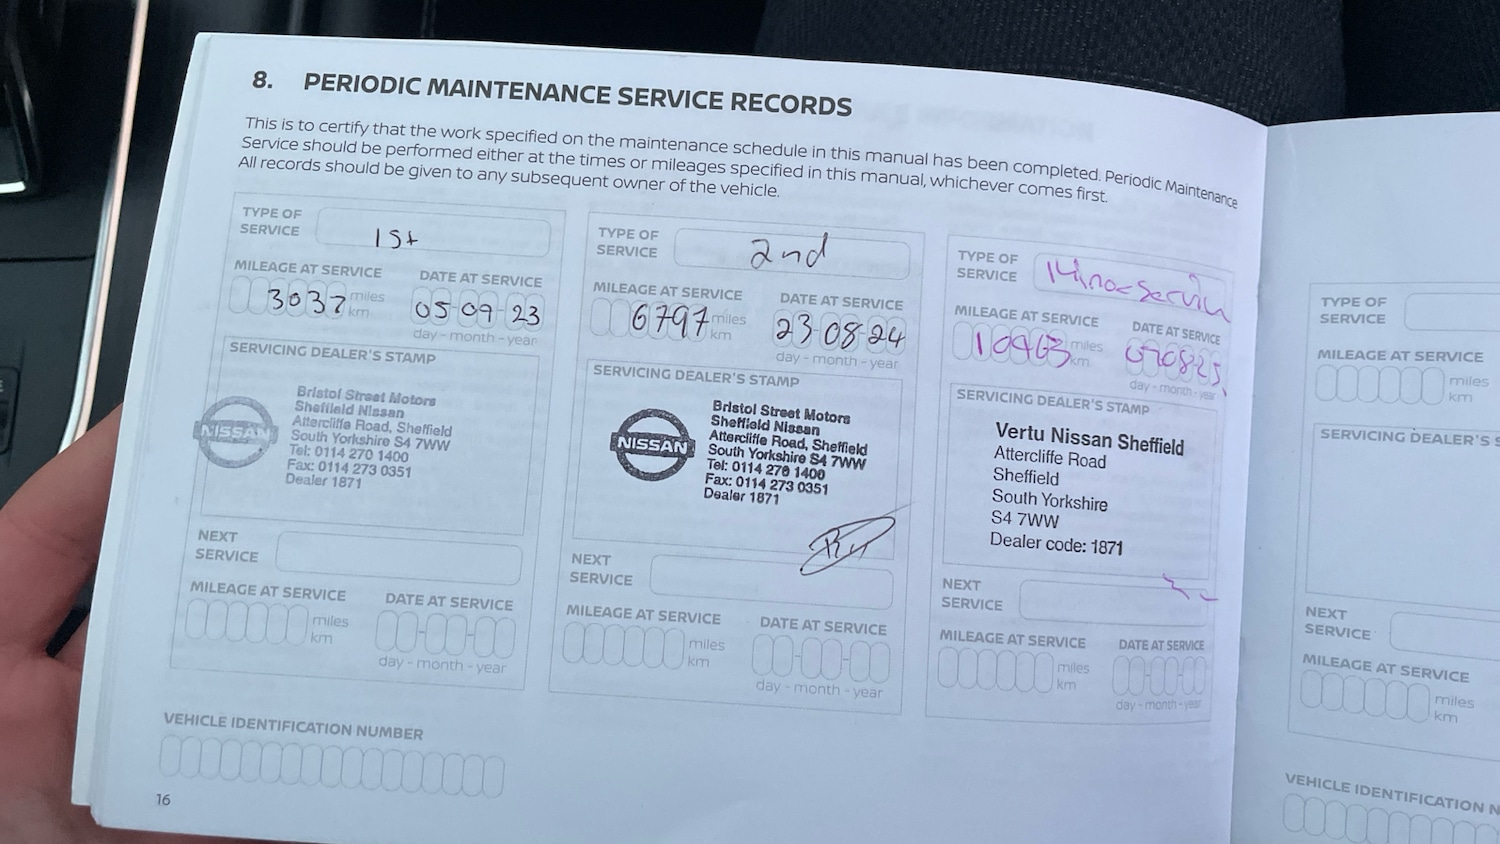 8. PERIODIC MAINTENANCE SERVICE RECORDS
This is to certify that the work specified on the maintenance schedule in this manual has been completed. Periodic Maintenance
Service should be performed either at the times or mileages specified in this manual, whichever comes first.
All records should be given to any subsequent owner of the vehicle.
TYPE OF
SERVICE
1st
MILEAGE AT SERVICE
3037
miles
km
DATE AT SERVICE
05-09-23
day - month - year
SERVICING DEALER'S STAMP
NISSAN
Bristol Street Motors
Sheffield Nissan
Attercliffe Road, Sheffield
South Yorkshire S4 7WW
Tel: 0114 270 1400
Fax: 0114 273 0351
Dealer 1871
NEXT
SERVICE
MILEAGE AT SERVICE
miles
km
DATE AT SERVICE
day - month - year
TYPE OF
SERVICE
2nd
MILEAGE AT SERVICE
6797
miles
km
DATE AT SERVICE
23-08-24
day - month - year
SERVICING DEALER'S STAMP
NISSAN
Bristol Street Motors
Sheffield Nissan
Attercliffe Road, Sheffield
South Yorkshire S4 7WW
Tel: 0114 270 1400
Fax: 0114 273 0351
Dealer 1871
NEXT
SERVICE
MILEAGE AT SERVICE
miles
km
DATE AT SERVICE
day - month - year
TYPE OF
SERVICE
Minor Service
MILEAGE AT SERVICE
10463
miles
km
DATE AT SERVICE
070825
day - month - year
SERVICING DEALER'S STAMP
Vertu Nissan Sheffield
Attercliffe Road
Sheffield
South Yorkshire
S4 7WW
Dealer code: 1871
NEXT
SERVICE
MILEAGE AT SERVICE
miles
km
DATE AT SERVICE
day - month - year
VEHICLE IDENTIFICATION NUMBER
16
TYPE OF
SERVICE
MILEAGE AT SERVICE
miles
km
SERVICING DEALER'S S
NEXT
SERVICE
MILEAGE AT SERVICE
miles
km
VEHICLE IDENTIFICATION N